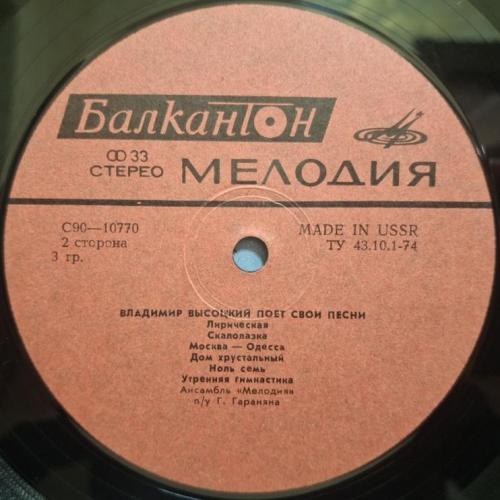 Балкантон
33
СТЕРЕО
МЕЛОДИЯ
С90—10770
2 сторона
3 гр.
MADE IN USSR
ТУ 43.10.1-74
ВЛАДИМИР ВЫСОЦКИЙ ПОЕТ СВОИ ПЕСНИ
Лирическая
Скалолазка
Москва — Одесса
Дом хрустальный
Ноль семь
Утренняя гимнастика
Ансамбль «Мелодия»
п/у Г. Гараняна